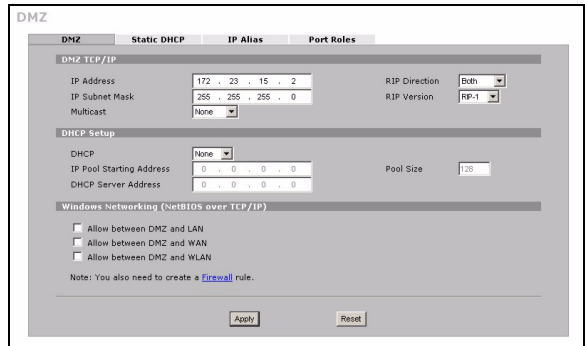 DMZ
DMZ Static DHCP IP Alias Port Roles
DMZ TCP/IP
IP Address 172 . 23 . 15 . 2 RIP Direction Both
IP Subnet Mask 255 . 255 . 255 . 0 RIP Version RIP-1
Multicast None
DHCP Setup
DHCP None
IP Pool Starting Address 0 . 0 . 0 . 0 Pool Size 128
DHCP Server Address 0 . 0 . 0 . 0
Windows Networking (NetBIOS over TCP/IP)
Allow between DMZ and LAN
Allow between DMZ and WAN
Allow between DMZ and WLAN
Note: You also need to create a Firewall rule.
Apply Reset